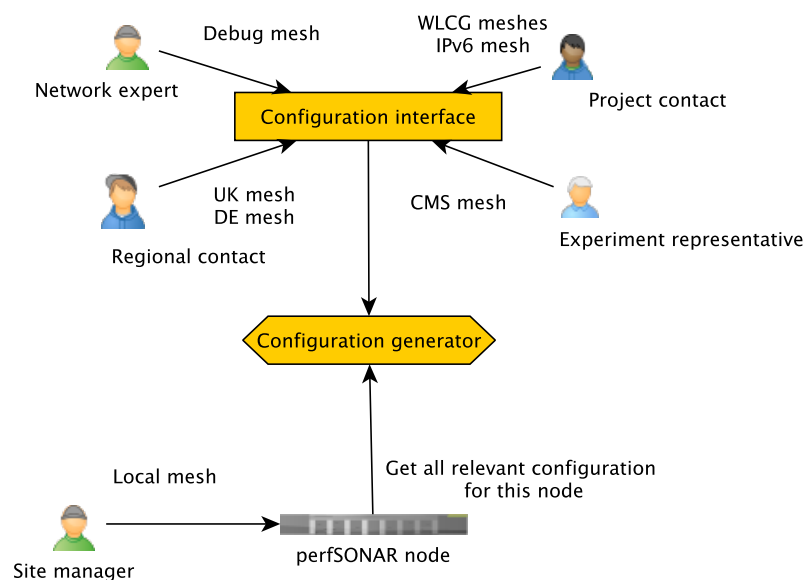 Debug mesh
WLCG meshes
IPv6 mesh
Network expert
Project contact
Configuration interface
UK mesh
DE mesh
CMS mesh
Regional contact
Experiment representative
Configuration generator
Get all relevant configuration
for this node
Local mesh
perfSONAR node
Site manager